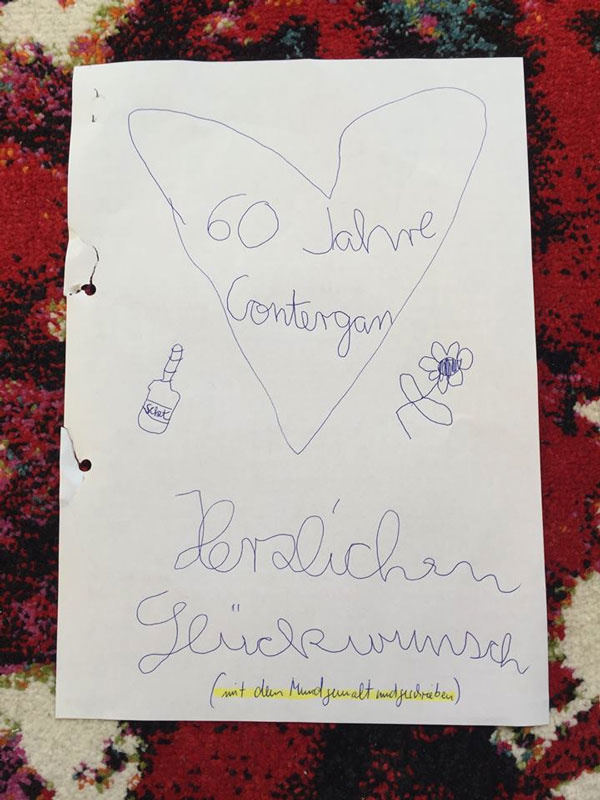 60 Jahre
Contergan
Sekt
Herzlichen
Glückwunsch
(mit dem Mund gemalt und geschrieben)